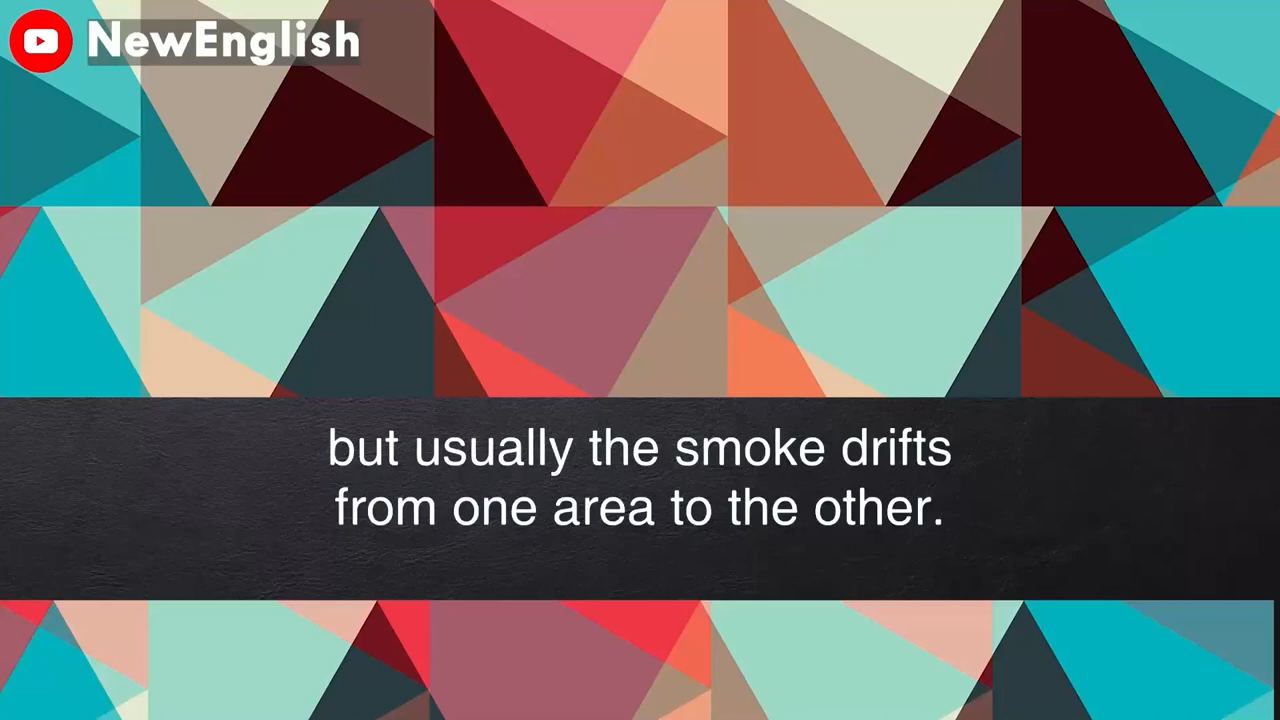 NewEnglish
but usually the smoke drifts
from one area to the other.